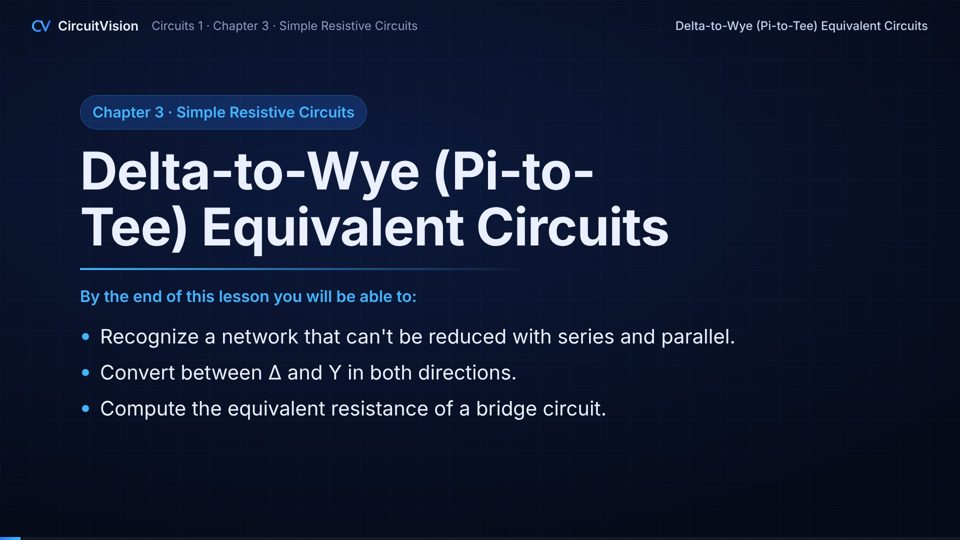 CV CircuitVision Circuits 1 · Chapter 3 · Simple Resistive Circuits
Delta-to-Wye (Pi-to-Tee) Equivalent Circuits
Chapter 3 · Simple Resistive Circuits
Delta-to-Wye (Pi-to-
Tee) Equivalent Circuits
By the end of this lesson you will be able to:
• Recognize a network that can't be reduced with series and parallel.
• Convert between Δ and Y in both directions.
• Compute the equivalent resistance of a bridge circuit.